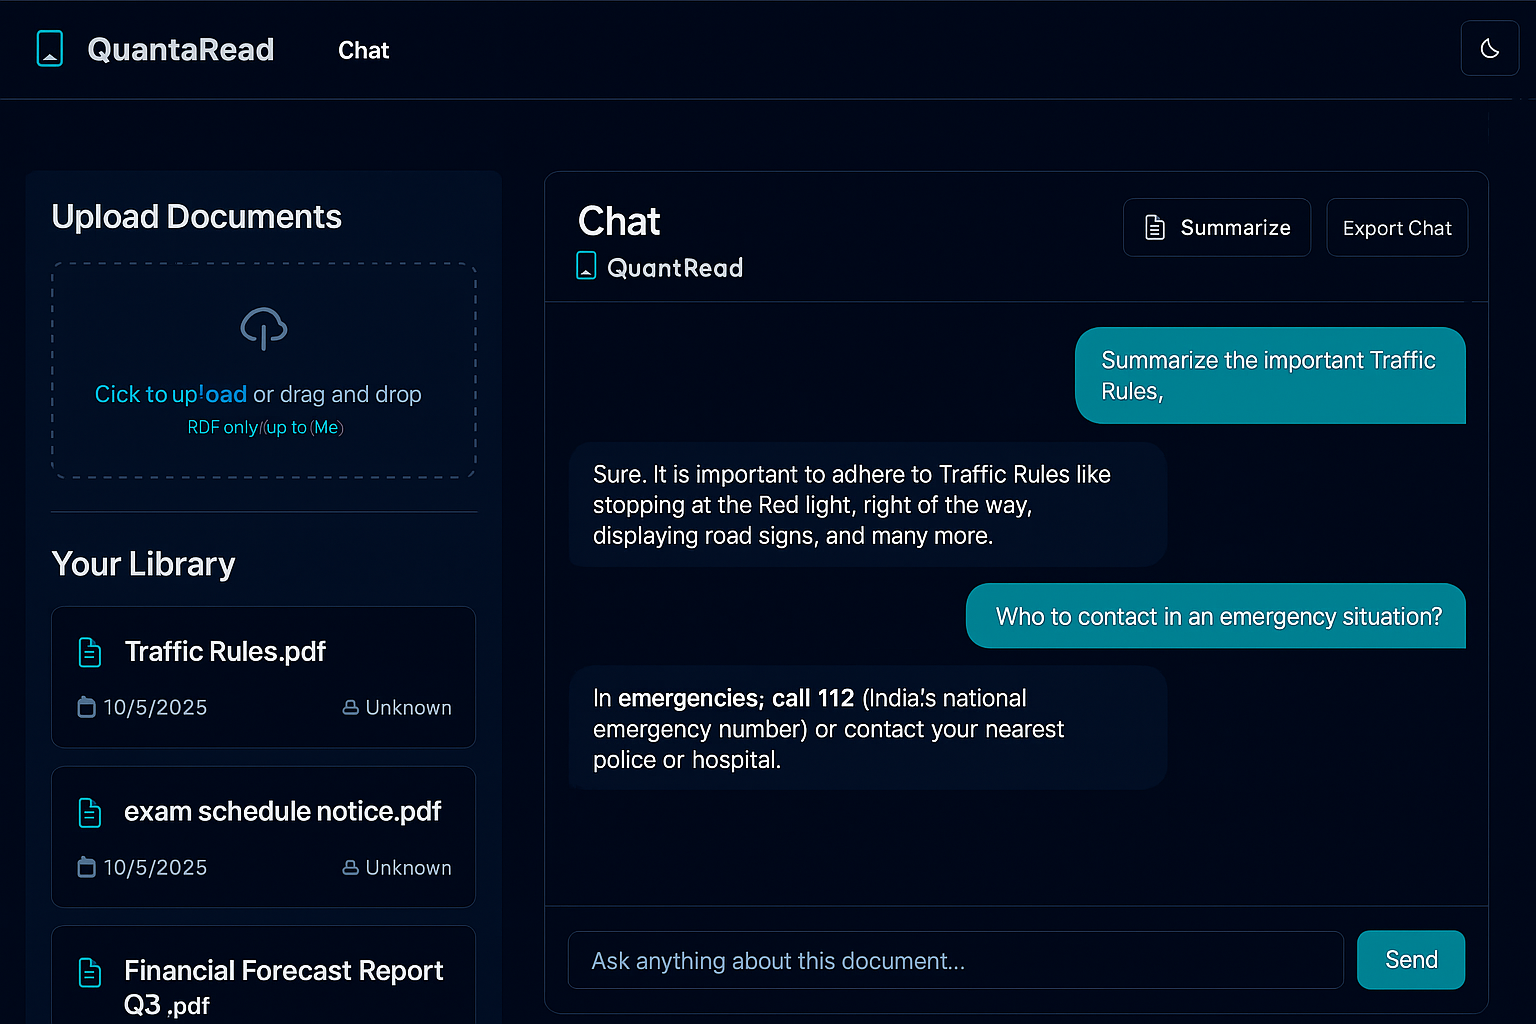 QuantaRead
Chat
Upload Documents
Cick to up!oad or drag and drop
RDF only/(up to (Me)
Your Library
Traffic Rules.pdf
10/5/2025
Unknown
exam schedule notice.pdf
10/5/2025
Unknown
Financial Forecast Report
Q3 .pdf
Chat
QuantRead
Summarize
Export Chat
Summarize the important Traffic
Rules,
Sure. It is important to adhere to Traffic Rules like
stopping at the Red light, right of the way,
displaying road signs, and many more.
Who to contact in an emergency situation?
In emergencies; call 112 (India.'s national
emergency number) or contact your nearest
police or hospital.
Ask anything about this document...
Send